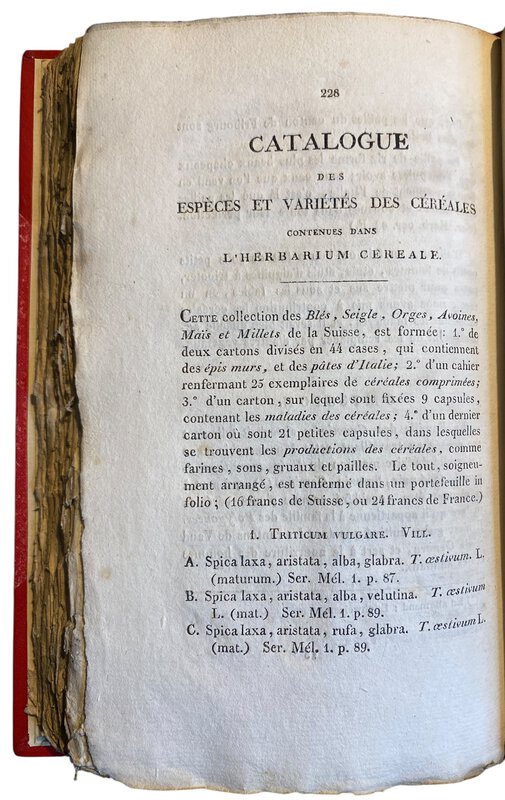 228
CATALOGUE
DES
ESPÈCES ET VARIÉTÉS DES CÉRÉALES
CONTENUES DANS
L'HERBARIUM CEREALE.
CETTE collection des Blés, Seigle, Orges, Avoines,
Maïs et Millets de la Suisse, est formée: 1.° de
deux cartons divisés en 44 cases, qui contiennent
des épis murs, et des pâtes d'Italie; 2.° d'un cahier
renfermant 25 exemplaires de céréales comprimées;
3.° d'un carton, sur lequel sont fixées 9 capsules,
contenant les maladies des céréales; 4.° d'un dernier
carton où sont 21 petites capsules, dans lesquelles
se trouvent les productions des céréales, comme
farines, sons, gruaux et pailles. Le tout, soigneu-
ment arrangé, est renfermé dans un portefeuille in
folio; (16 francs de Suisse, ou 24 francs de France.)
1. TRITICUM VULGARE. VILL.
A. Spica laxa, aristata, alba, glabra. T. æstivum. L.
(maturum.) Ser. Mél. 1. p. 87.
B. Spica laxa, aristata, alba, velutina. T. æstivum
L. (mat.) Ser. Mél. 1. p. 89.
C. Spica laxa, aristata, rufa, glabra. T. æstivum L.
(mat.) Ser. Mél. 1. p. 89.